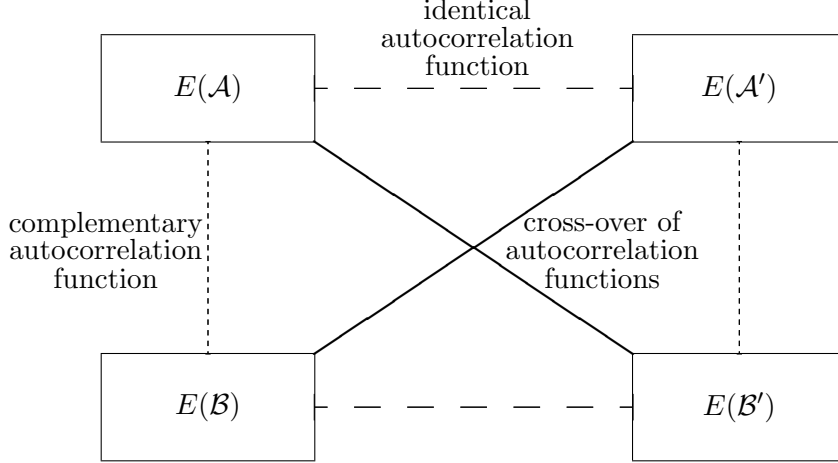 identical
autocorrelation
function
E(𝒜)
E(𝒜′)
complementary
autocorrelation
function
cross-over of
autocorrelation
functions
E(ℬ)
E(ℬ′)